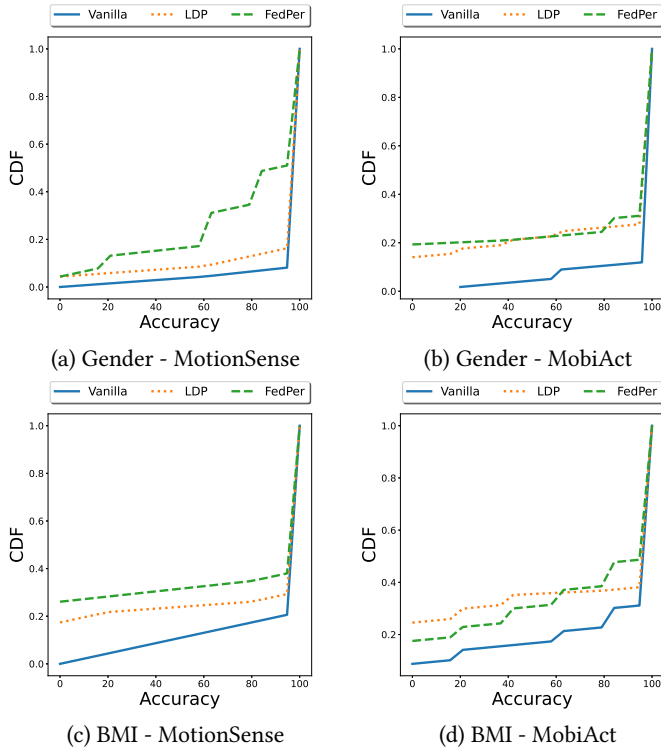 Vanilla LDP FedPer
Vanilla LDP FedPer
1.0
0.8
0.6
0.4
0.2
0.0
CDF
0 20 40 60 80 100
Accuracy
1.0
0.8
0.6
0.4
0.2
0.0
CDF
0 20 40 60 80 100
Accuracy
(a) Gender - MotionSense
(b) Gender - MobiAct
Vanilla LDP FedPer
Vanilla LDP FedPer
1.0
0.8
0.6
0.4
0.2
0.0
CDF
0 20 40 60 80 100
Accuracy
1.0
0.8
0.6
0.4
0.2
CDF
0 20 40 60 80 100
Accuracy
(c) BMI - MotionSense
(d) BMI - MobiAct